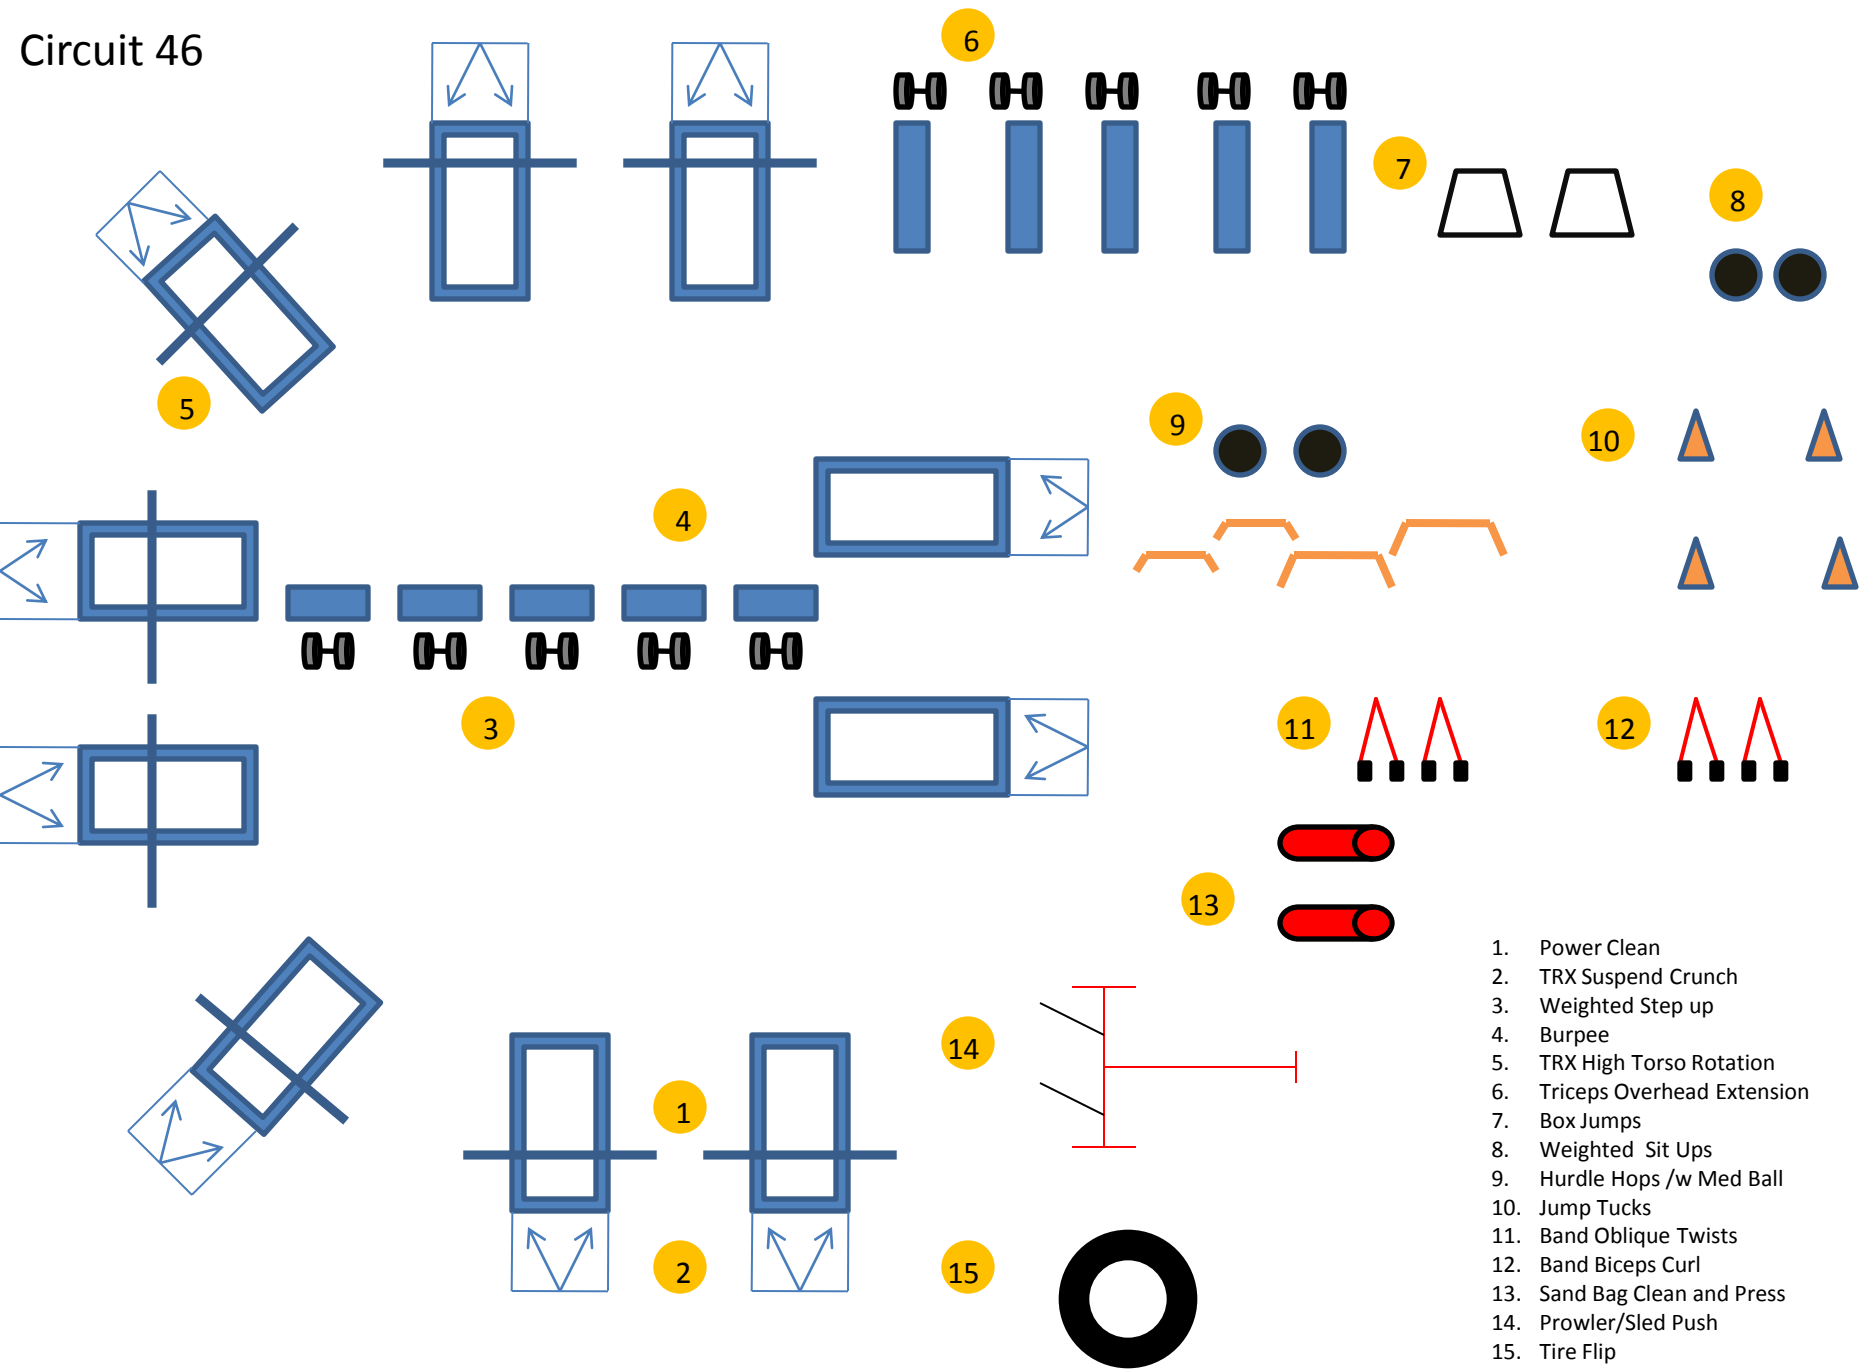 Circuit 46
6
7
8
5
9
10
4
3
11
12
13
14
1
2
15
1. Power Clean
2. TRX Suspend Crunch
3. Weighted Step up
4. Burpee
5. TRX High Torso Rotation
6. Triceps Overhead Extension
7. Box Jumps
8. Weighted  Sit Ups
9. Hurdle Hops /w Med Ball
10. Jump Tucks
11. Band Oblique Twists
12. Band Biceps Curl
13. Sand Bag Clean and Press
14. Prowler/Sled Push
15. Tire Flip